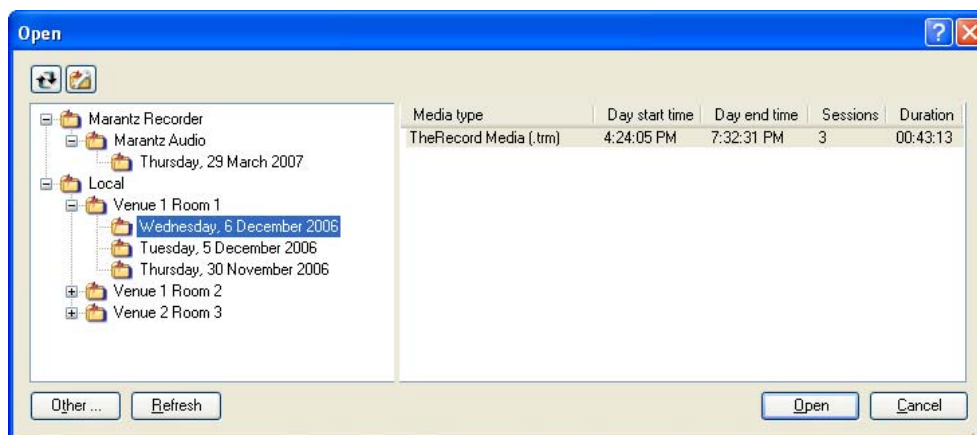 Open
Marantz Recorder
Marantz Audio
Thursday, 29 March 2007
Local
Venue 1 Room 1
Wednesday, 6 December 2006
Tuesday, 5 December 2006
Thursday, 30 November 2006
Venue 1 Room 2
Venue 2 Room 3
Media type Day start time Day end time Sessions Duration
TheRecord Media (.trm) 4:24:05 PM 7:32:31 PM 3 00:43:13
Other ... Refresh Open Cancel